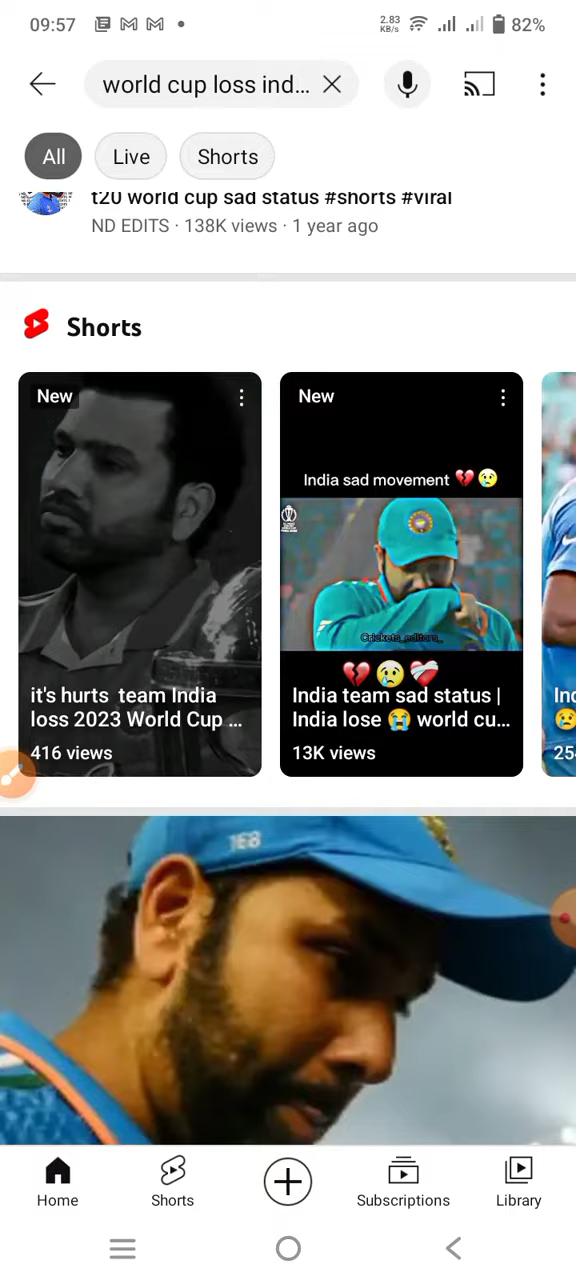 09:57
2.83
KB/s
82%
world cup loss ind...
All
Live
Shorts
t20 world cup sad status #shorts #viral
ND EDITS · 138K views · 1 year ago
Shorts
New
it's hurts team India
loss 2023 World Cup ...
416 views
New
India sad movement 💔😢
Crickets_editors_
💔😢❤️‍🩹
India team sad status |
India lose 😭 world cu...
13K views
Inc
😢
254
Home
Shorts
Subscriptions
Library